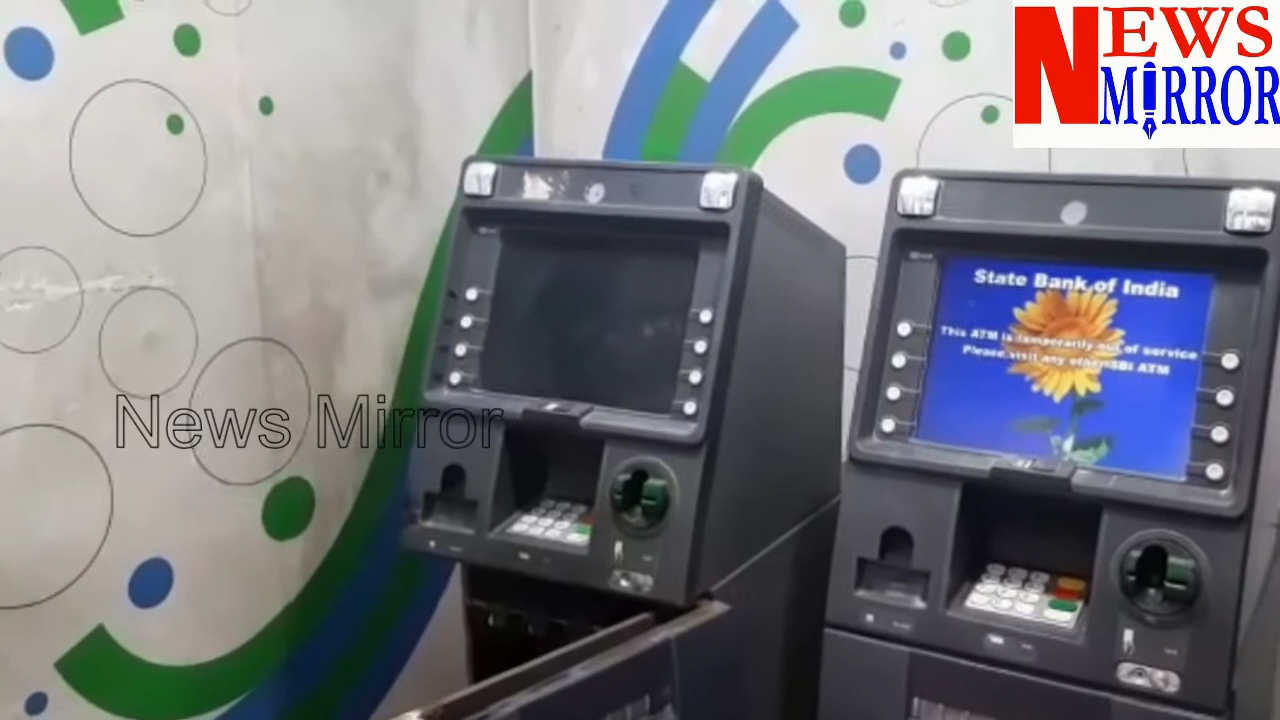 NEWS
MIRROR
State Bank of India
This ATM is temporarily out of service
Please visit any other SBI ATM
News Mirror